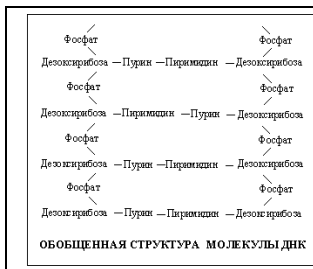 Фосфат Фосфат
Дезоксирибоза — Пурин — Пиримидин — Дезоксирибоза
Фосфат Фосфат
Дезоксирибоза — Пиримидин — Пурин — Дезоксирибоза
Фосфат Фосфат
Дезоксирибоза — Пурин — Пиримидин — Дезоксирибоза
Фосфат Фосфат
Дезоксирибоза — Пурин — Пиримидин — Дезоксирибоза
ОБОБЩЕННАЯ СТРУКТУРА МОЛЕКУЛЫ ДНК